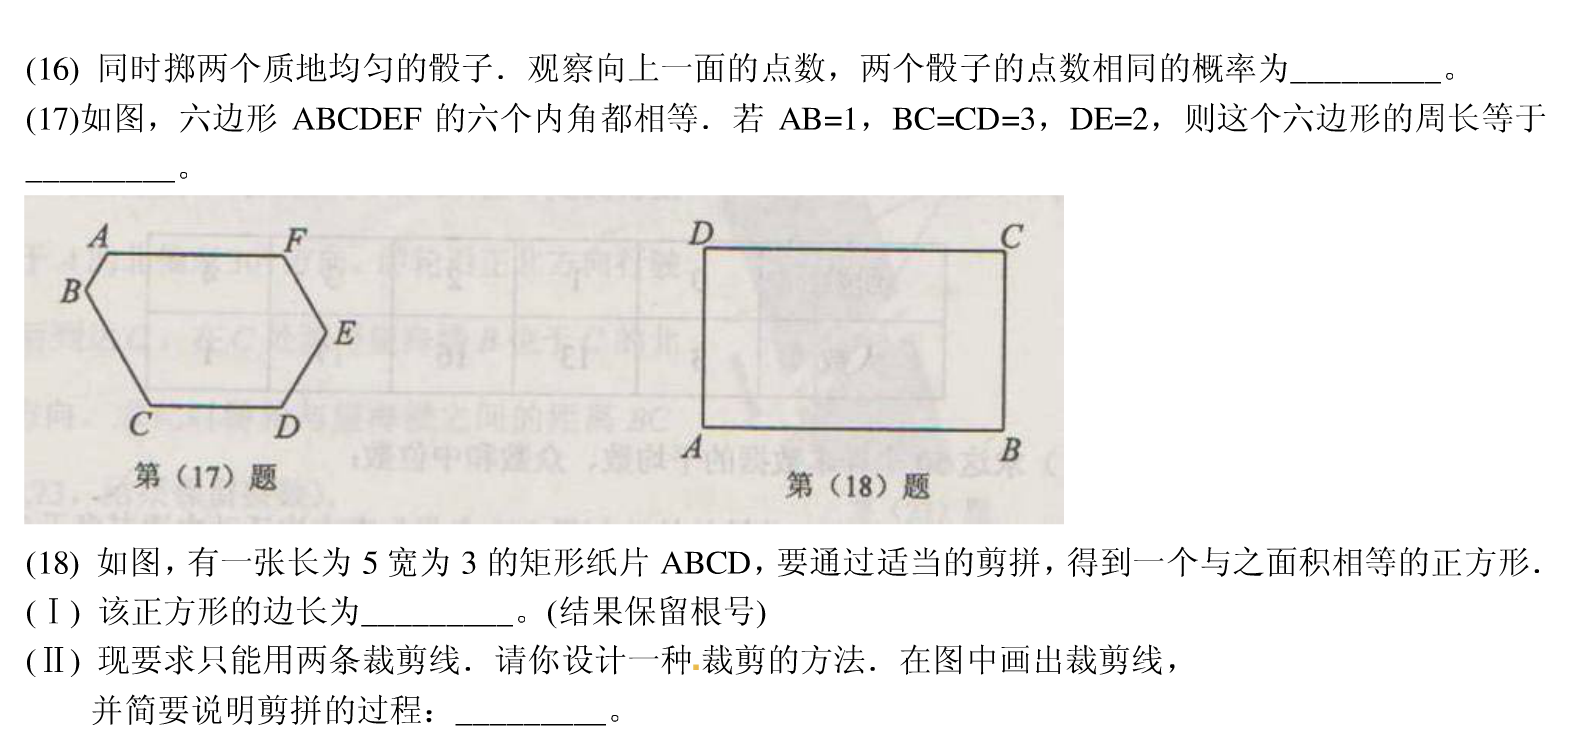 (16) 同时掷两个质地均匀的骰子．观察向上一面的点数，两个骰子的点数相同的概率为_________。
(17)如图，六边形 ABCDEF 的六个内角都相等．若 AB=1，BC=CD=3，DE=2，则这个六边形的周长等于
_________。
A
F
B
E
C
D
第（17）题
D
C
A
B
第（18）题
(18) 如图，有一张长为 5 宽为 3 的矩形纸片 ABCD，要通过适当的剪拼，得到一个与之面积相等的正方形．
(Ⅰ) 该正方形的边长为_________。(结果保留根号)
(Ⅱ) 现要求只能用两条裁剪线．请你设计一种裁剪的方法．在图中画出裁剪线，
并简要说明剪拼的过程：_________。